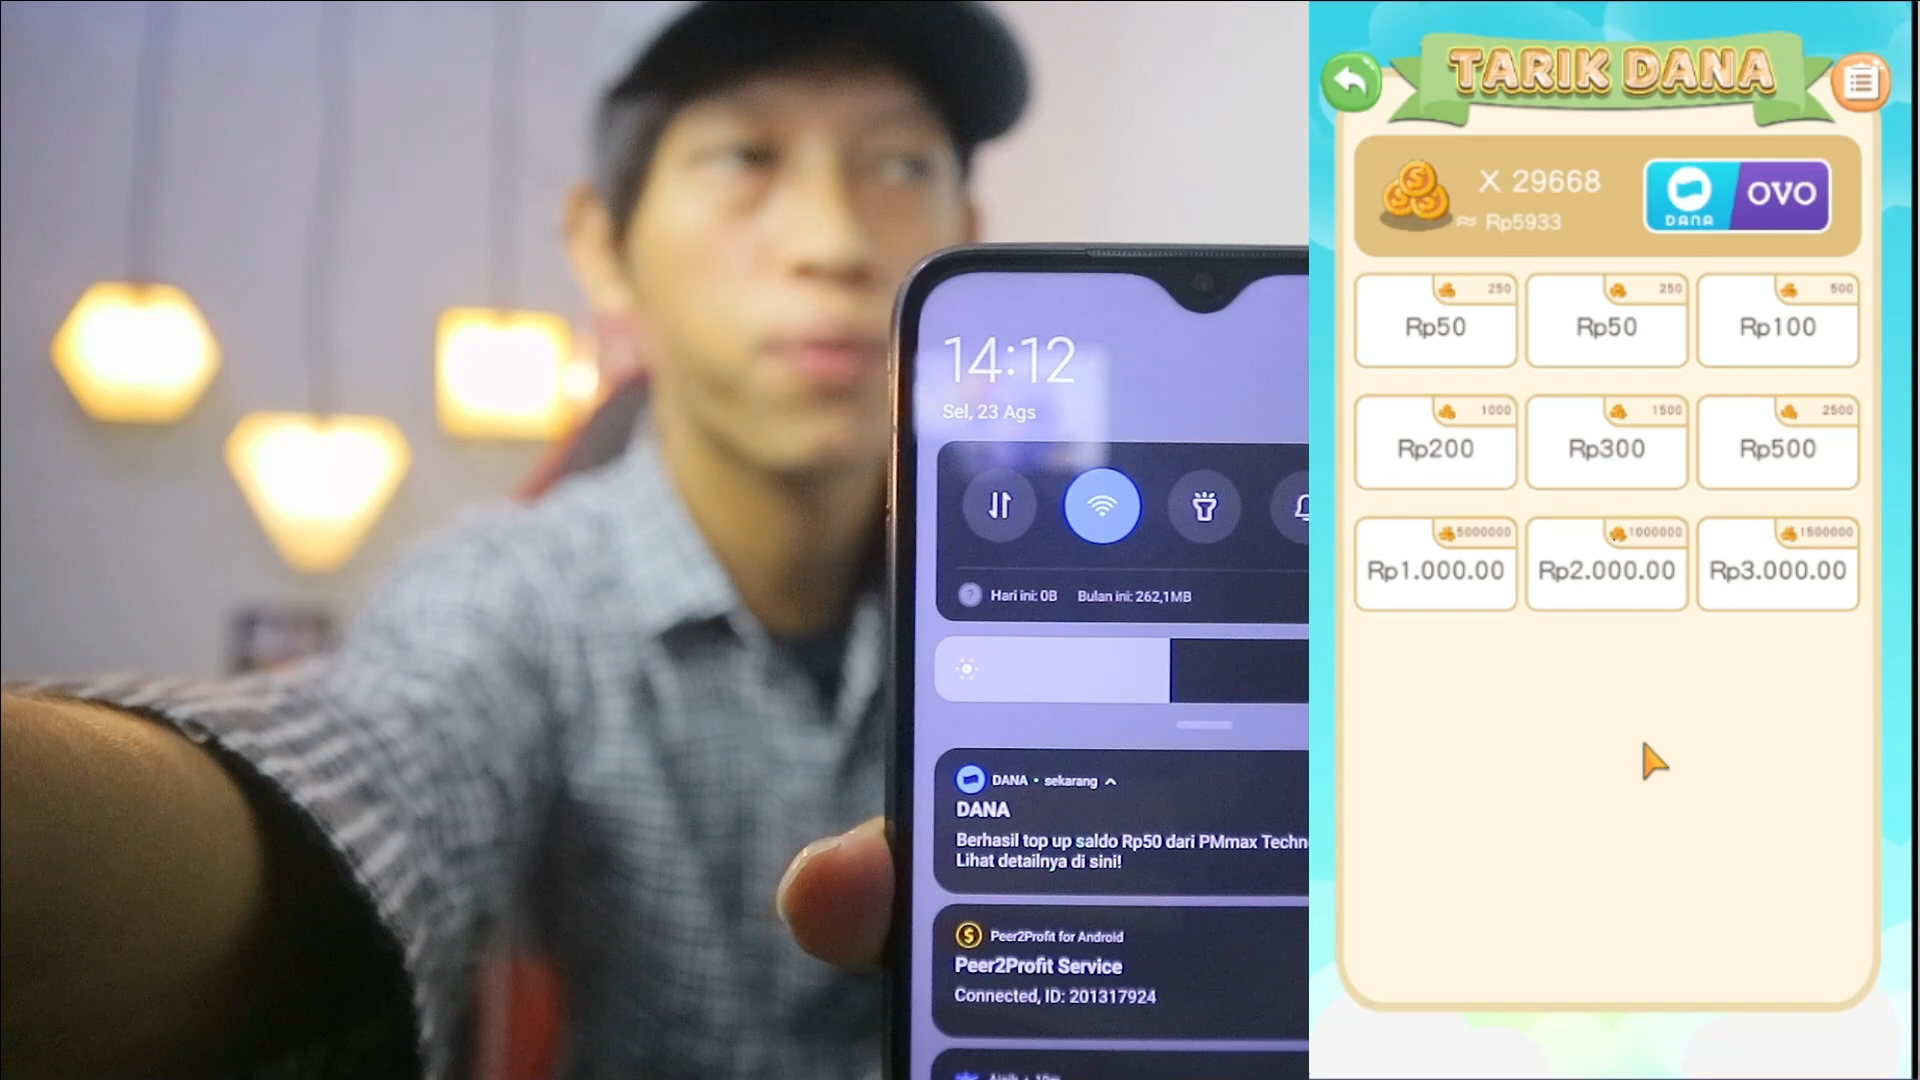 14:12
Sel, 23 Ags
Hari ini: 0B Bulan ini: 262,1MB
DANA • sekarang
DANA
Berhasil top up saldo Rp50 dari PMmax Techn
Lihat detailnya di sini!
Peer2Profit for Android
Peer2Profit Service
Connected, ID: 201317924
TARIK DANA
X 29668
≈ Rp5933
DANA
OVO
250
Rp50
250
Rp50
500
Rp100
1000
Rp200
1500
Rp300
2500
Rp500
5000000
Rp1.000.00
1000000
Rp2.000.00
1500000
Rp3.000.00